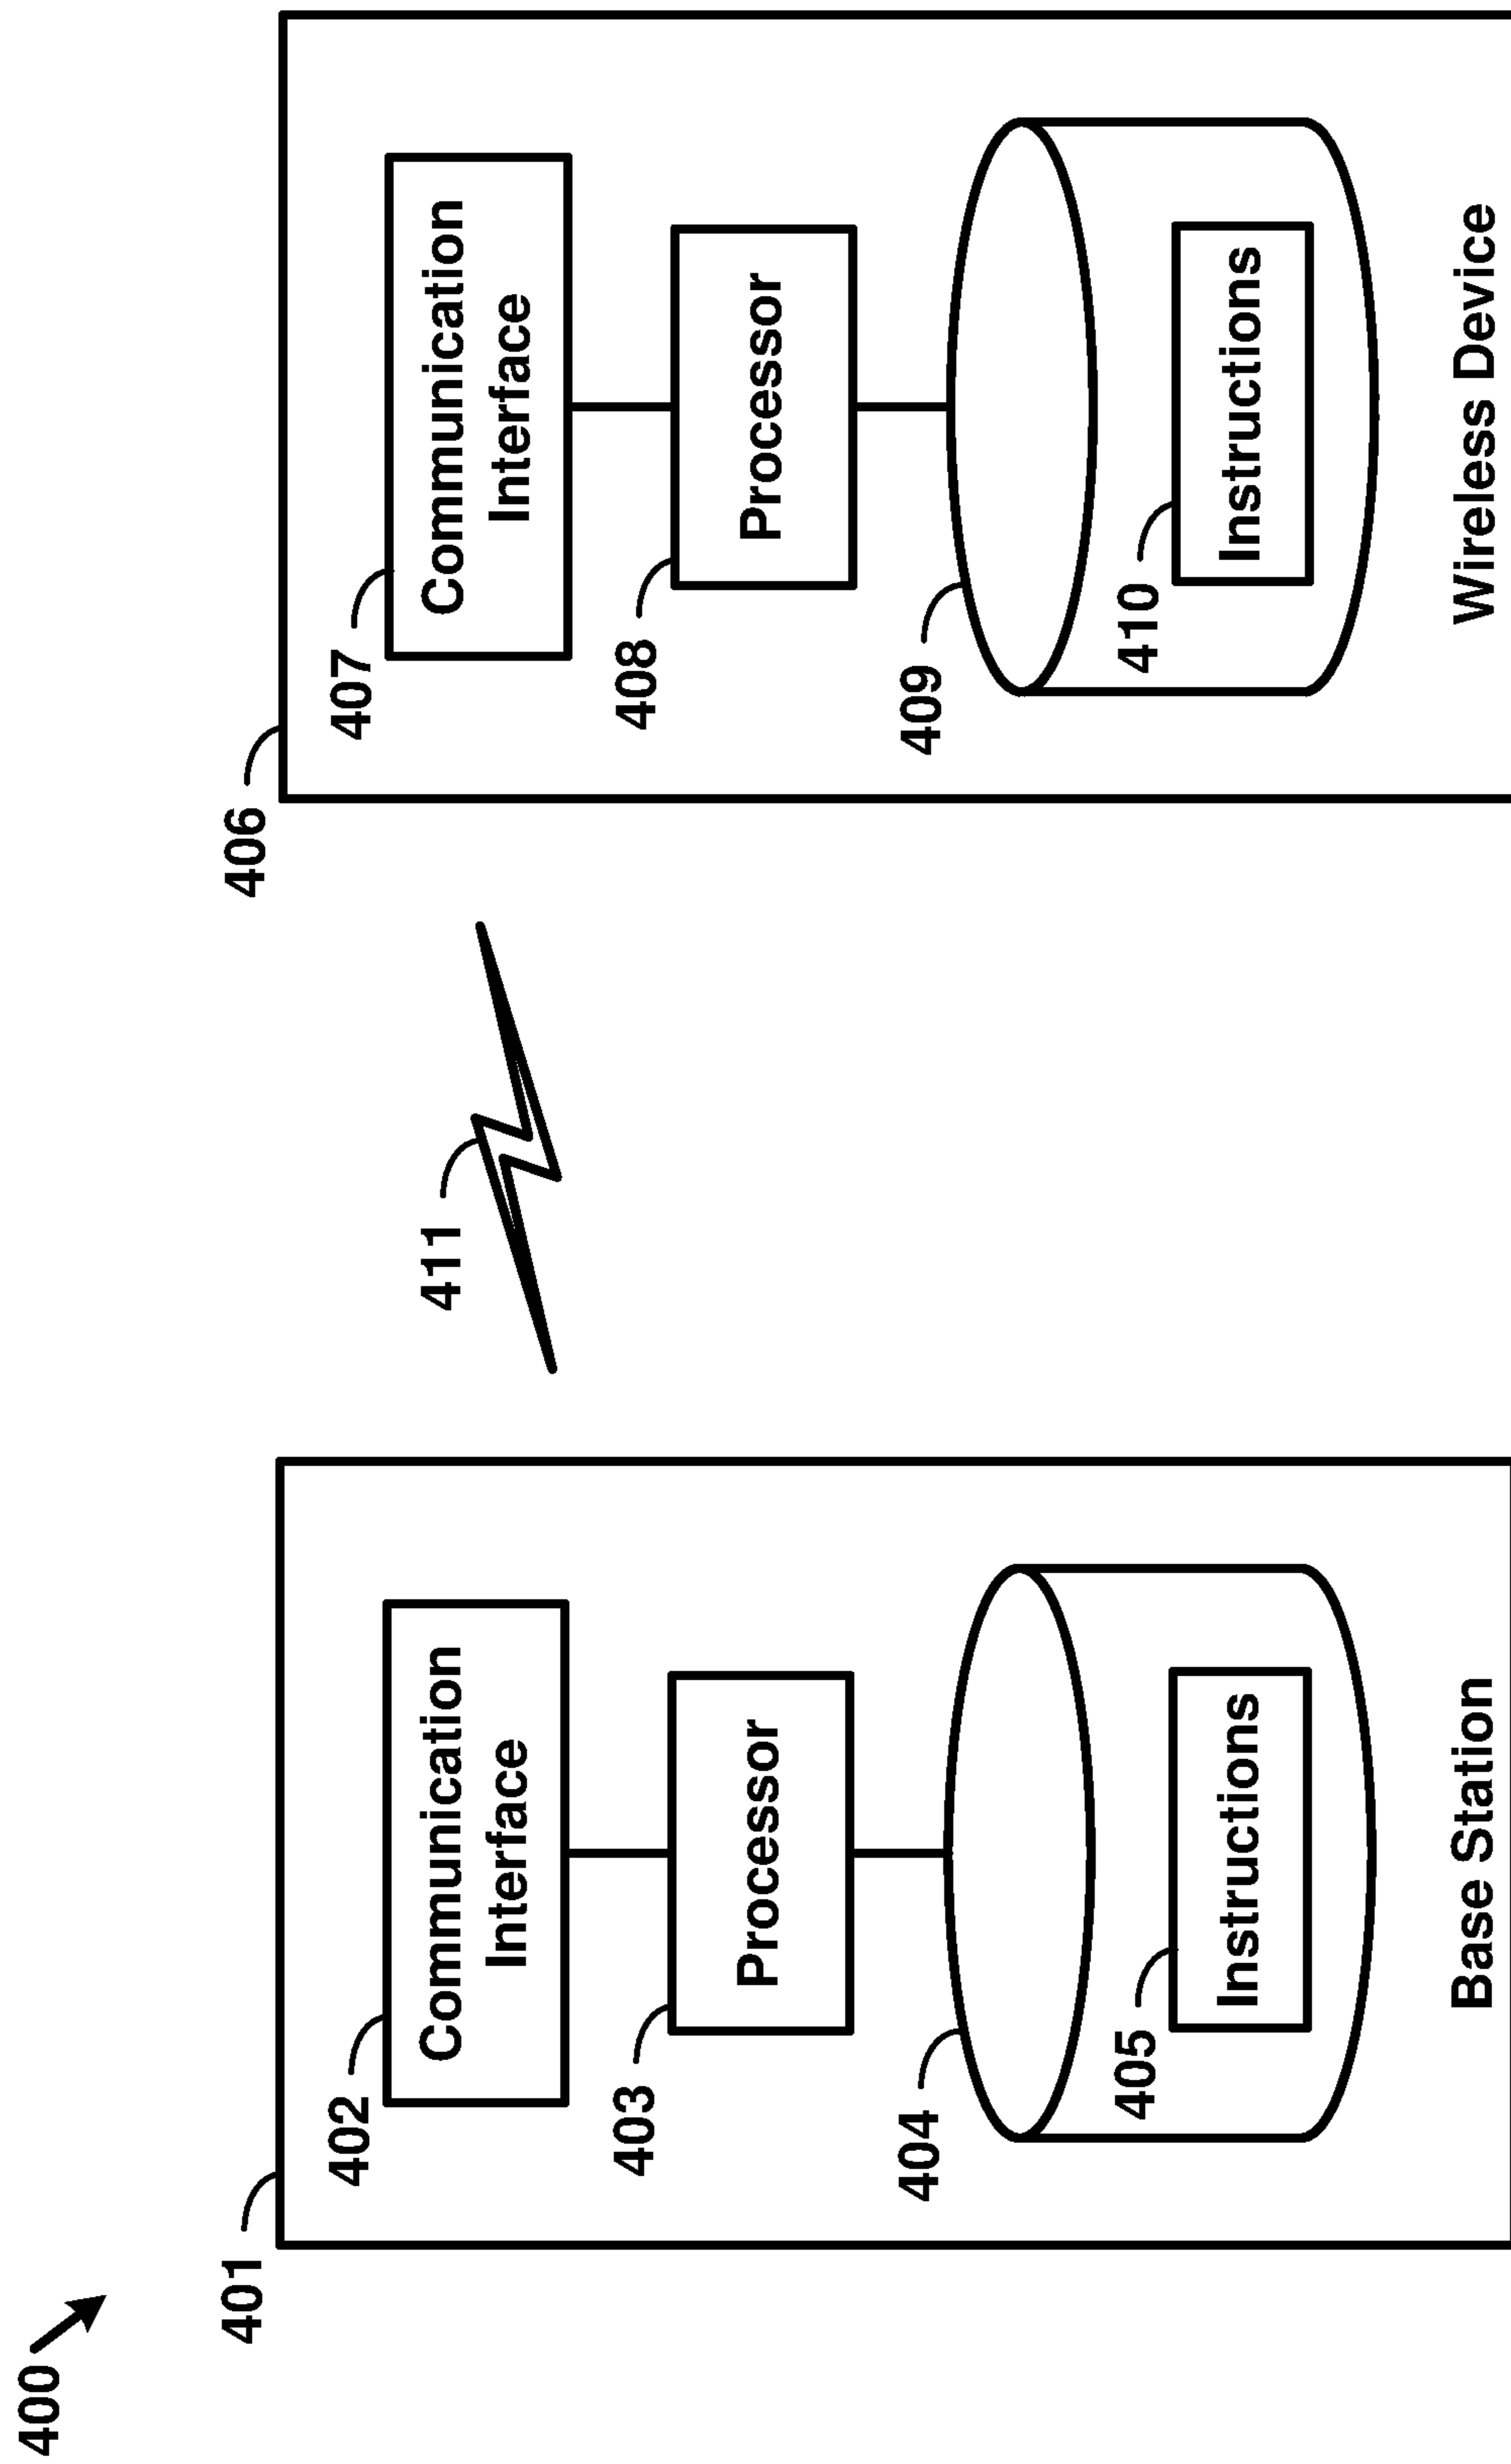 400
401
402
Communication
Interface
403
Processor
404
405
Instructions
Base Station
411
406
407
Communication
Interface
408
Processor
409
410
Instructions
Wireless Device